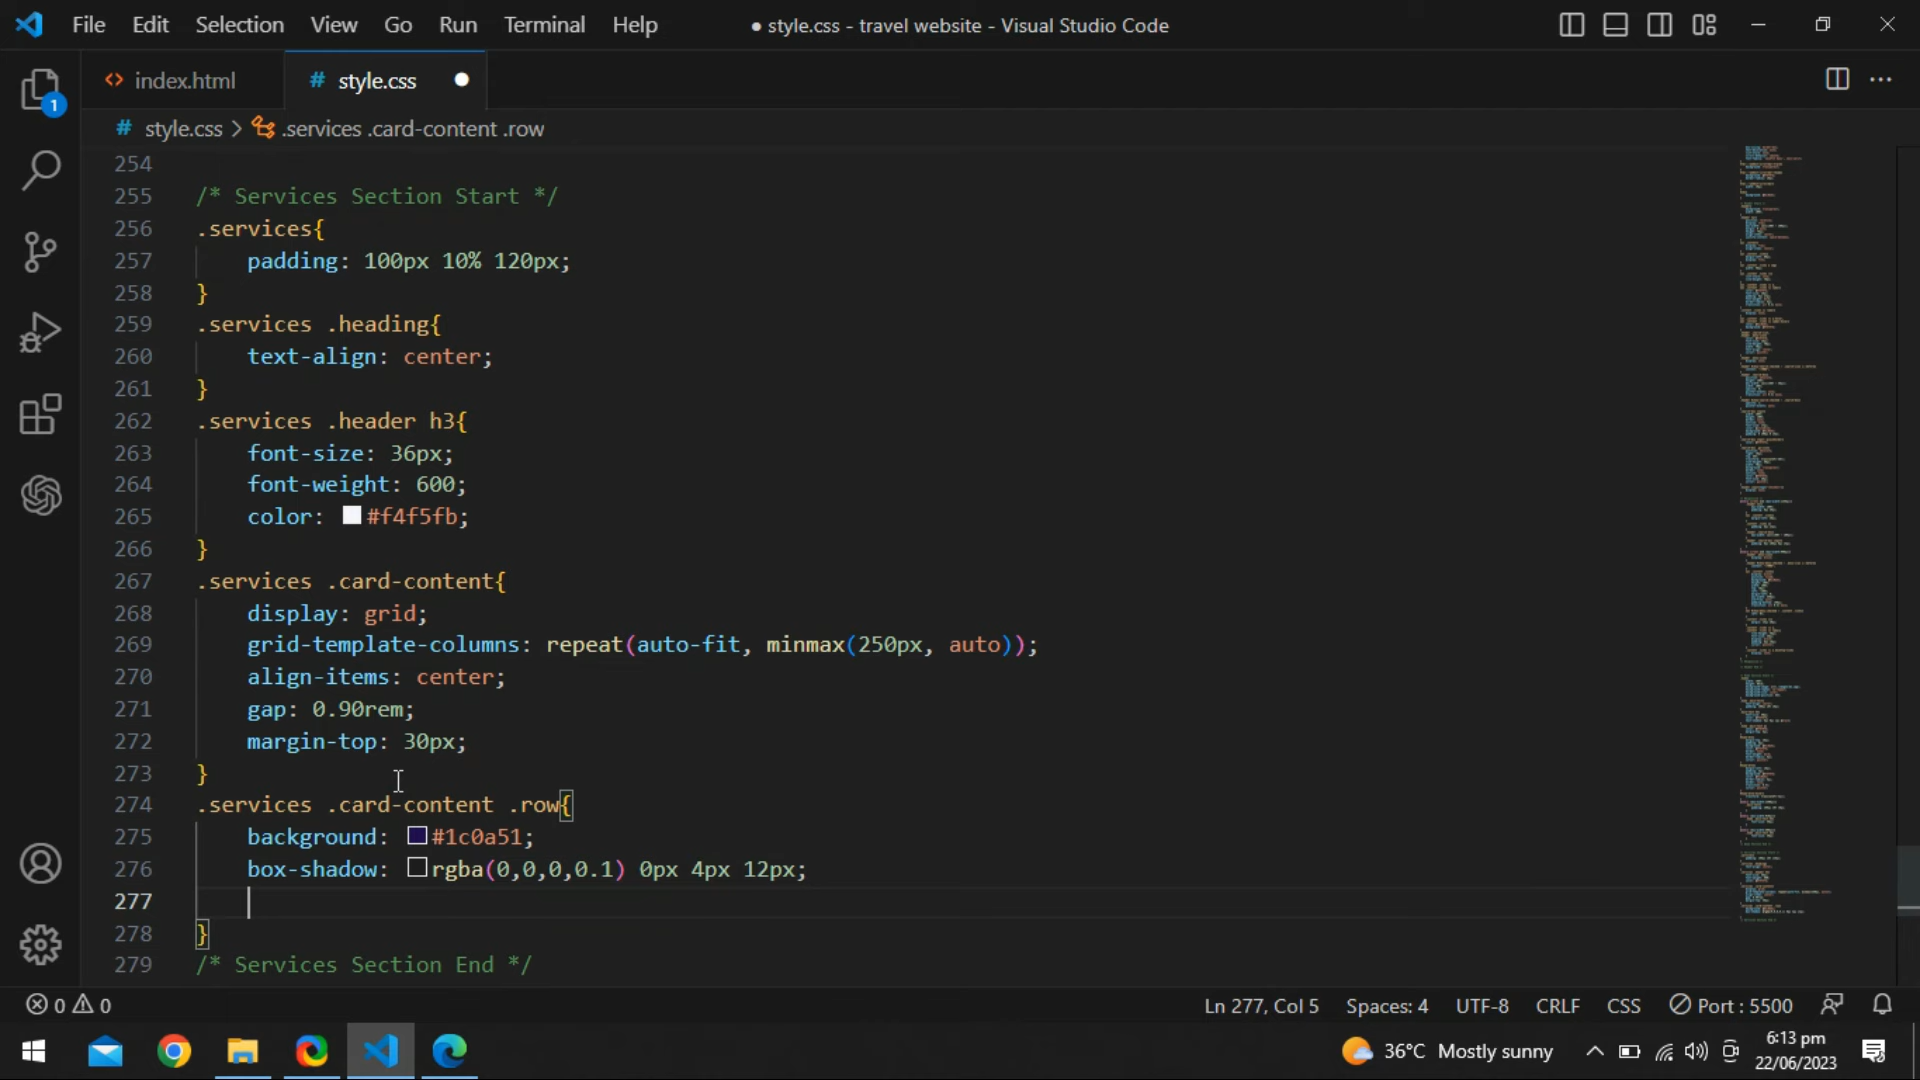 File Edit Selection View Go Run Terminal Help ● style.css - travel website - Visual Studio Code
index.html # style.css
1
# style.css > .services .card-content .row
254
255 /* Services Section Start */
256 .services{
257 padding: 100px 10% 120px;
258 }
259 .services .heading{
260 text-align: center;
261 }
262 .services .header h3{
263 font-size: 36px;
264 font-weight: 600;
265 color: #f4f5fb;
266 }
267 .services .card-content{
268 display: grid;
269 grid-template-columns: repeat(auto-fit, minmax(250px, auto));
270 align-items: center;
271 gap: 0.90rem;
272 margin-top: 30px;
273 }
274 .services .card-content .row{
275 background: #1c0a51;
276 box-shadow: rgba(0,0,0,0.1) 0px 4px 12px;
277
278 }
279 /* Services Section End */
0 0 Ln 277, Col 5 Spaces: 4 UTF-8 CRLF CSS Port : 5500
36°C Mostly sunny 6:13 pm
22/06/2023